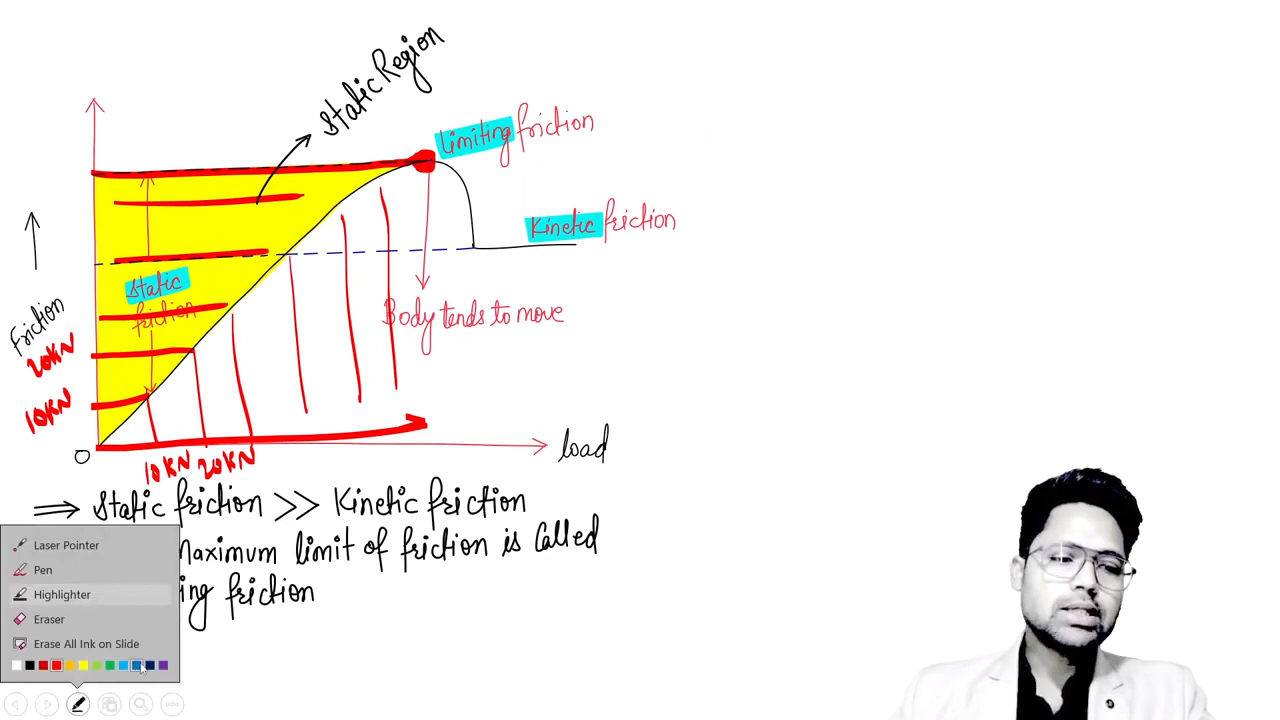 Static Region
Limiting friction
Kinetic friction
Static
friction
Body tends to move
Friction
20KN
10KN
O
load
10KN 20KN
⇒ Static friction >> Kinetic friction
maximum limit of friction is called
ing friction
Laser Pointer
Pen
Highlighter
Eraser
Erase All Ink on Slide